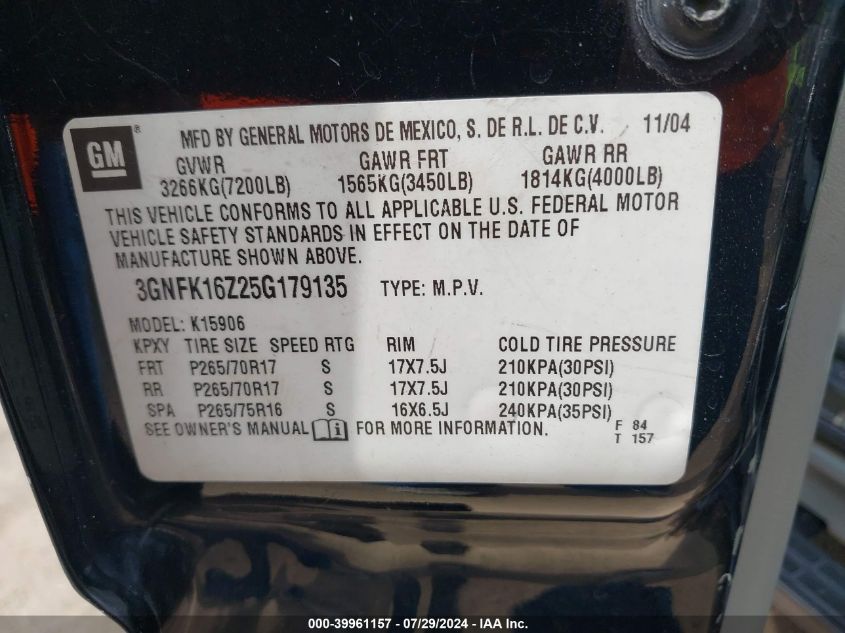 GM ® MFD BY GENERAL MOTORS DE MEXICO, S. DE R.L. DE C.V. 11/04
GVWR GAWR FRT GAWR RR
3266KG(7200LB) 1565KG(3450LB) 1814KG(4000LB)
THIS VEHICLE CONFORMS TO ALL APPLICABLE U.S. FEDERAL MOTOR
VEHICLE SAFETY STANDARDS IN EFFECT ON THE DATE OF
MANUFACTURE SHOWN ABOVE.
3GNFK16Z25G179135 TYPE: M.P.V.
MODEL: K15906
KPXY TIRE SIZE SPEED RTG RIM COLD TIRE PRESSURE
FRT P265/70R17 S 17X7.5J 210KPA(30PSI)
RR P265/70R17 S 17X7.5J 210KPA(30PSI)
SPA P265/75R16 S 16X6.5J 240KPA(35PSI)
SEE OWNER'S MANUAL i FOR MORE INFORMATION. F 84
T 157
000-39961157 - 07/29/2024 - IAA Inc.